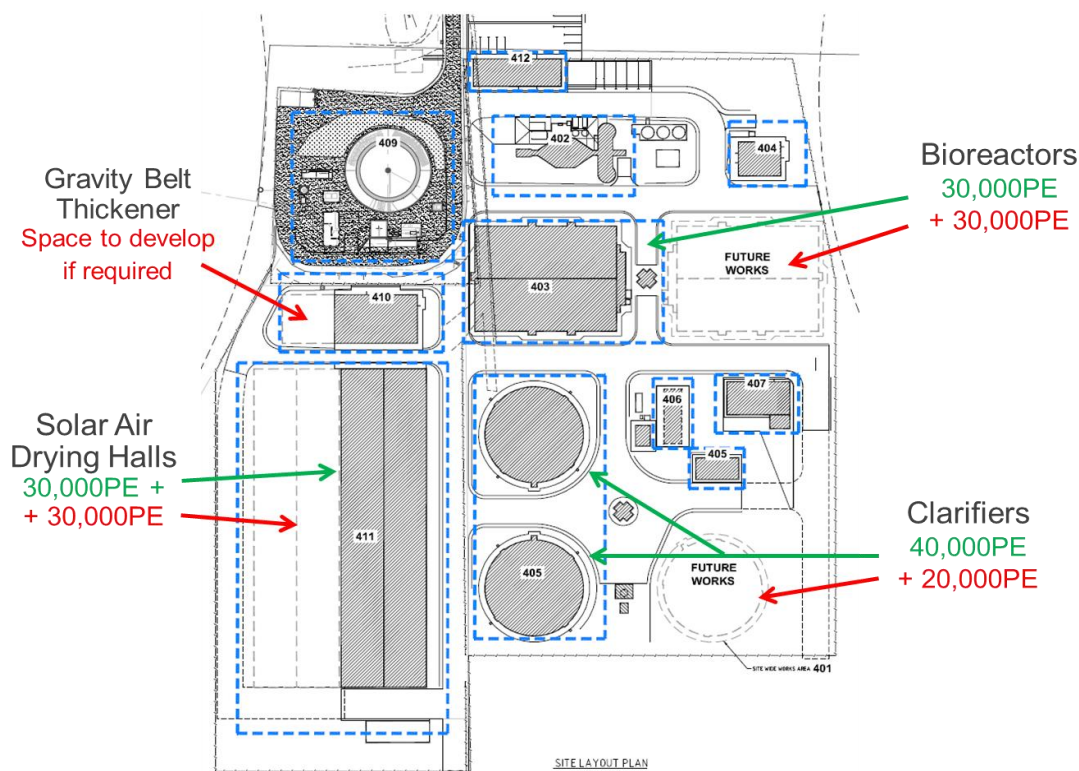 412
402
409
404
Bioreactors
30,000PE
+ 30,000PE
Gravity Belt
Thickener
Space to develop
if required
FUTURE
WORKS
403
410
407
406
405
Solar Air
Drying Halls
30,000PE +
+ 30,000PE
411
Clarifiers
40,000PE
+ 20,000PE
405
FUTURE
WORKS
SITE WIDE WORKS AREA 401
SITE LAYOUT PLAN